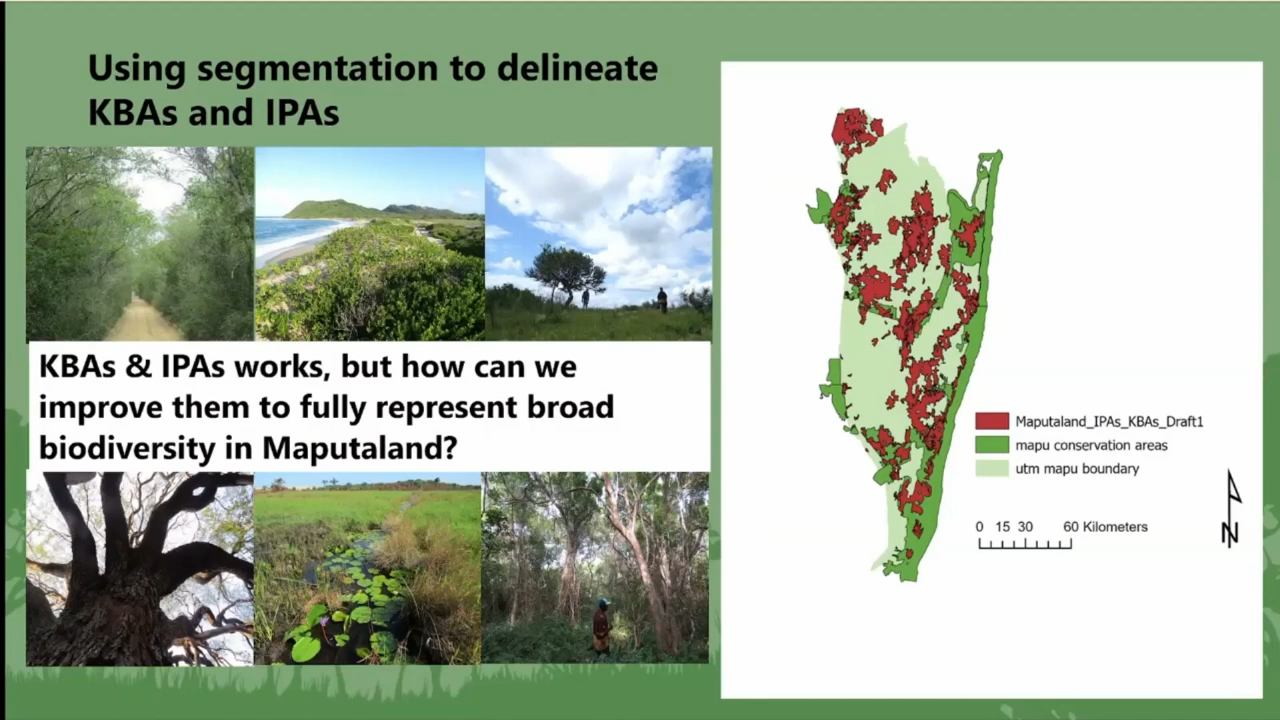 Using segmentation to delineate
KBAs and IPAs
KBAs & IPAs works, but how can we
improve them to fully represent broad
biodiversity in Maputaland?
Maputaland_IPAs_KBAs_Draft1
mapu conservation areas
utm mapu boundary
0 15 30 60 Kilometers
N